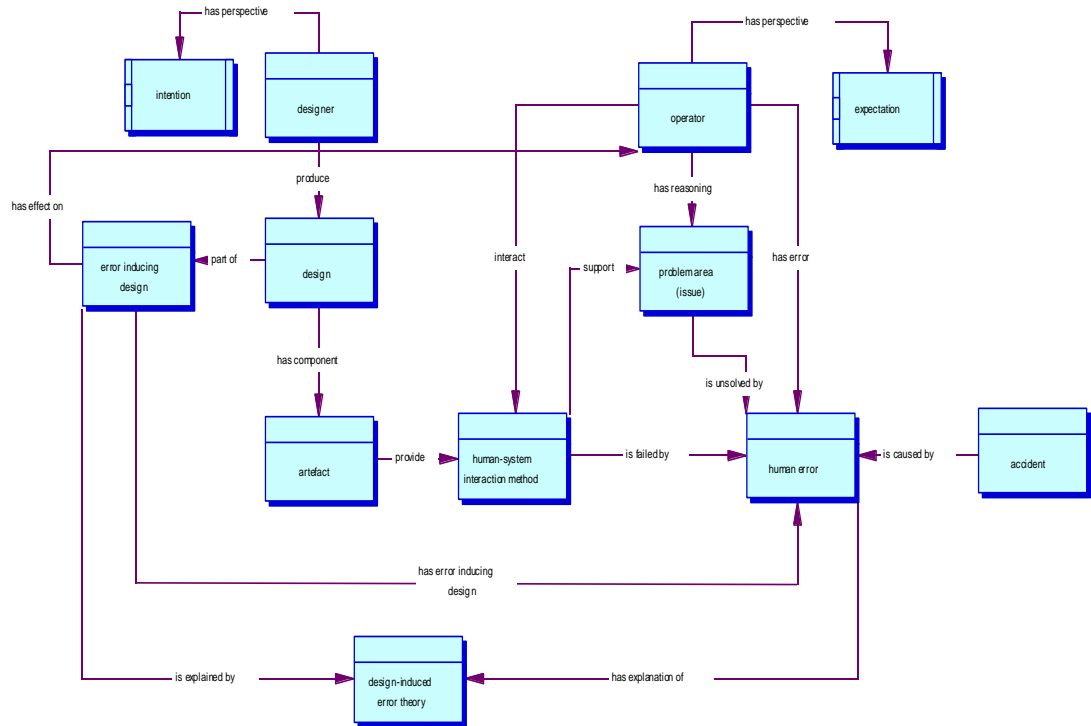 has perspective
has perspective
intention
designer
operator
expectation
produce
has reasoning
has effect on
error inducing
design
part of
design
interact
support
problem area
(issue)
has error
has component
is unsolved by
artefact
provide
human-system
interaction method
is failed by
human error
is caused by
accident
has error inducing
design
is explained by
design-induced
error theory
has explanation of